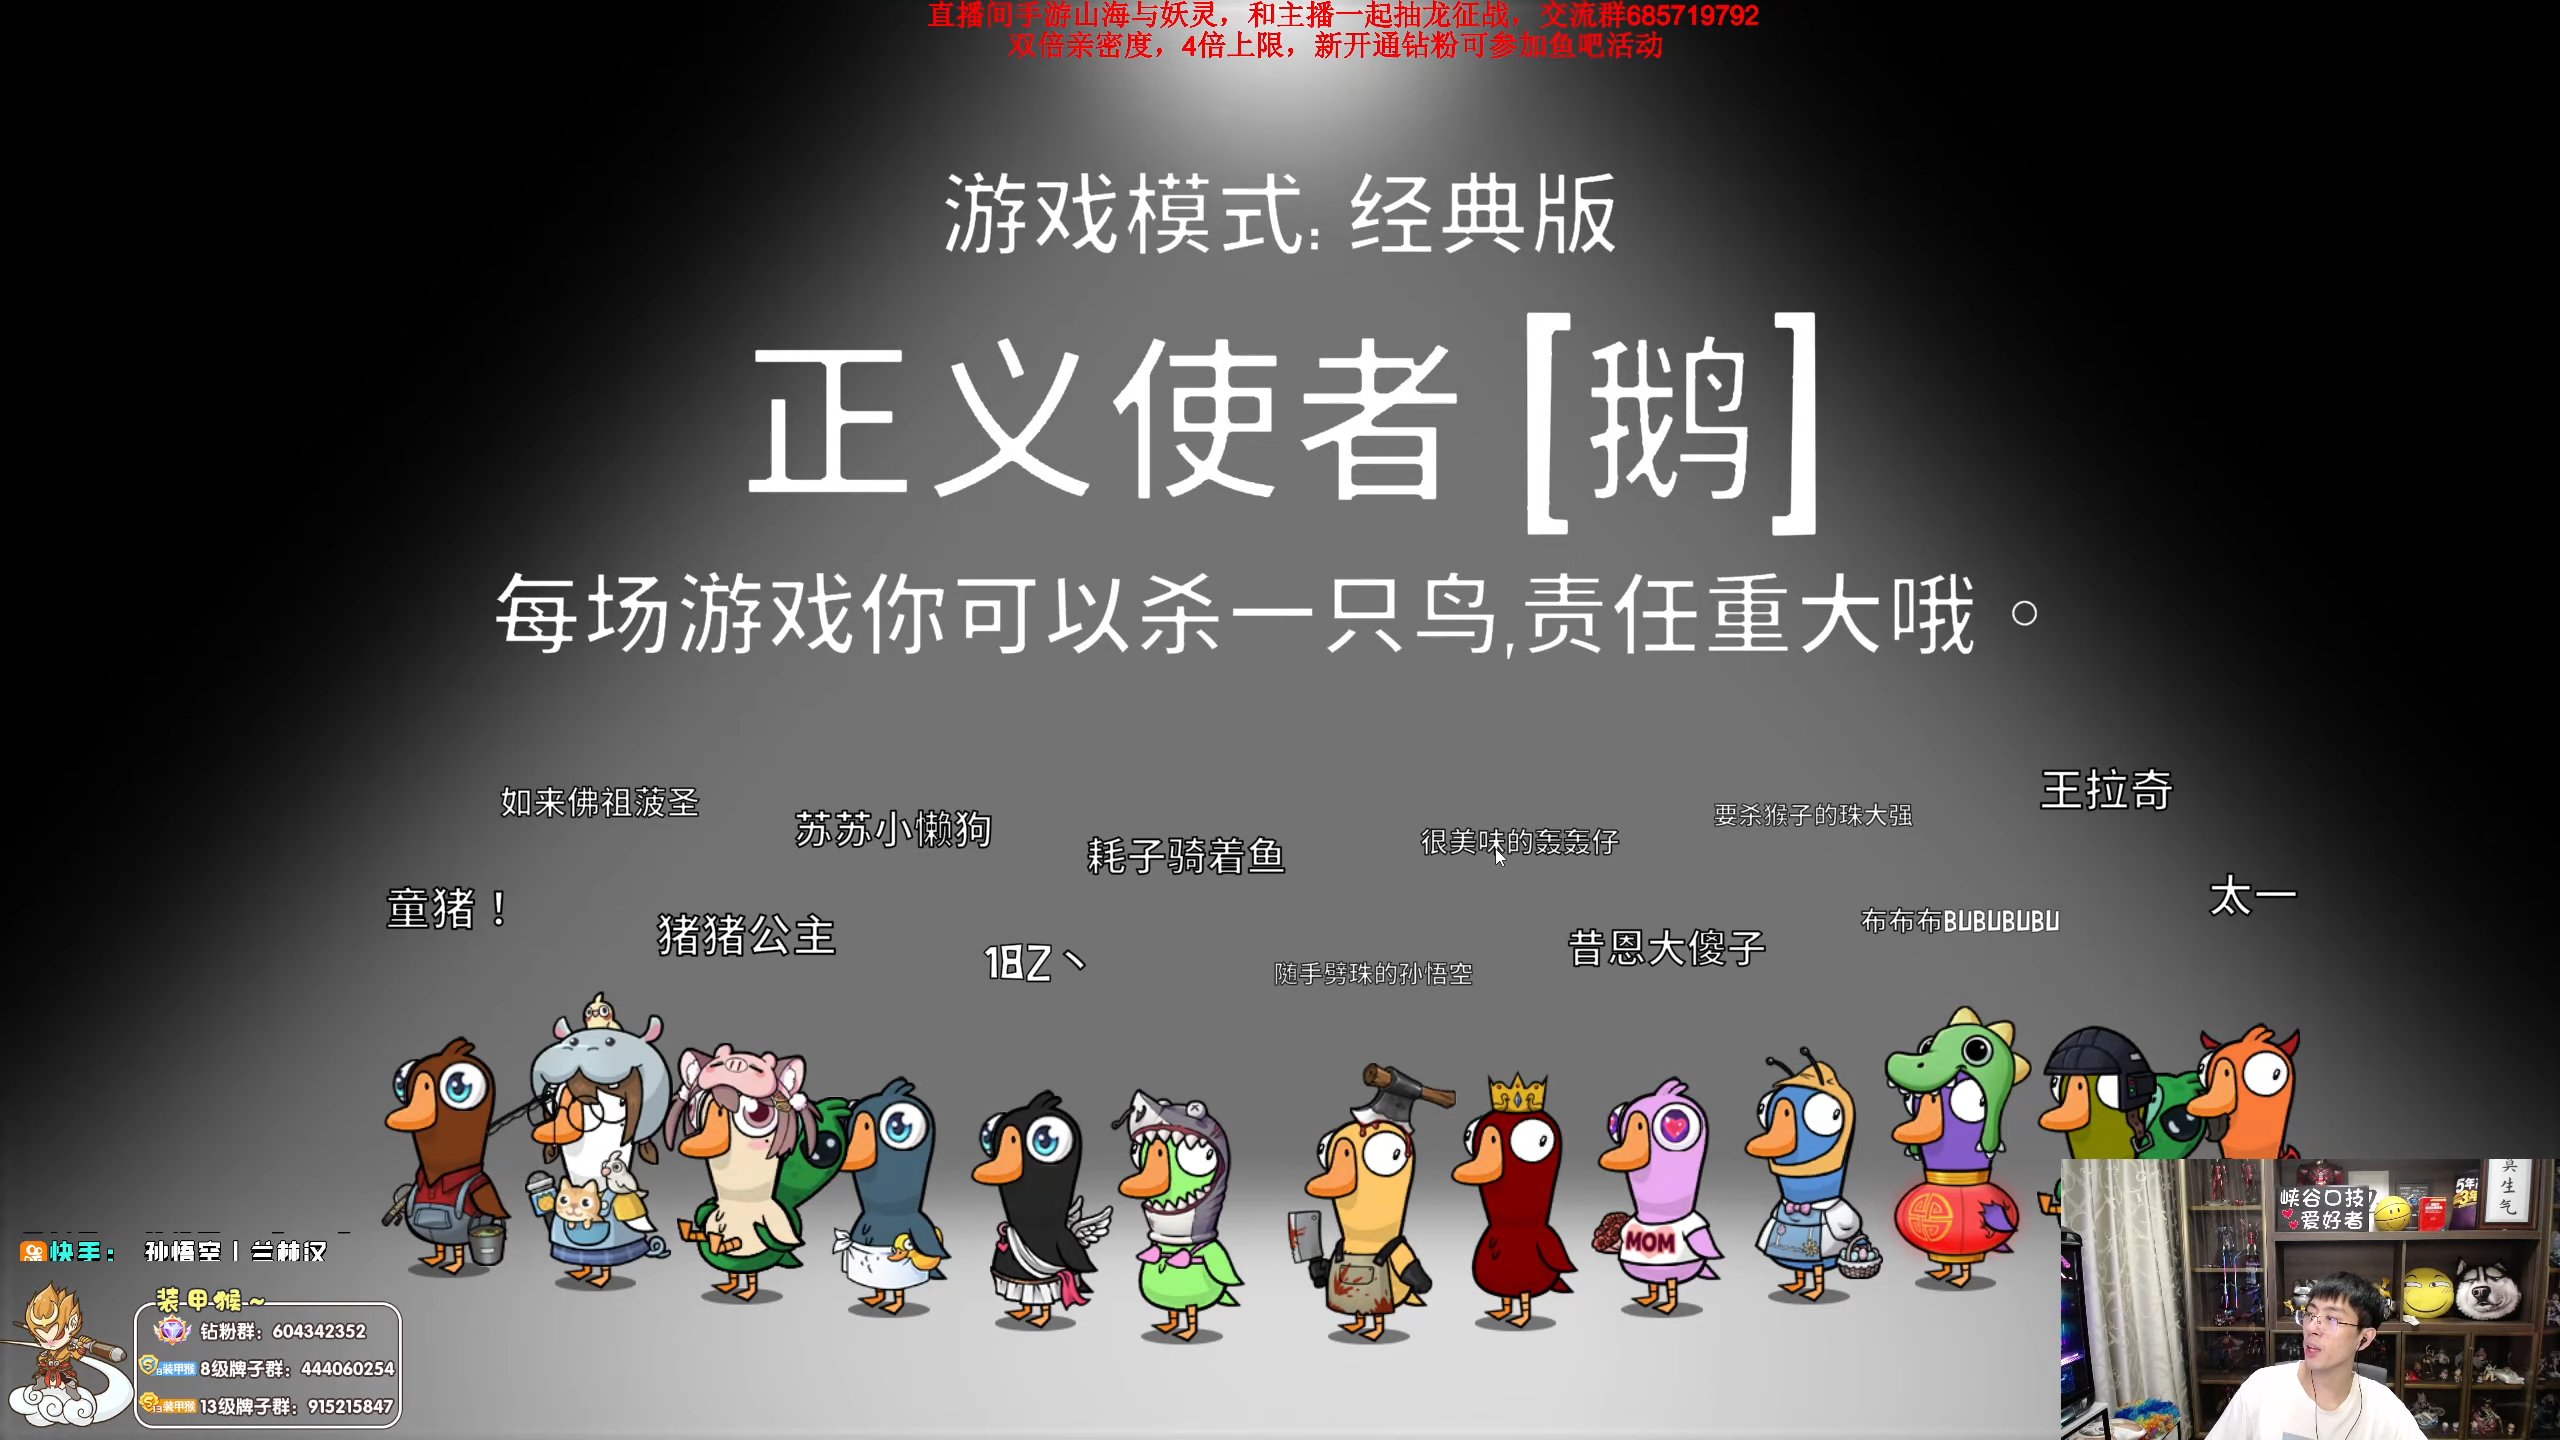 直播间手游山海与妖灵，和主播一起抽龙征战，交流群685719792
双倍亲密度，4倍上限，新开通钻粉可参加鱼吧活动
游戏模式: 经典版
正义使者 [鹅]
每场游戏你可以杀一只鸟,责任重大哦。
如来佛祖菠圣
苏苏小懒狗
耗子骑着鱼
很美味的轰轰仔
要杀猴子的珠大强
王拉奇
童猪！
猪猪公主
18Z丶
随手劈珠的孙悟空
昔恩大傻子
布布布BUBUBUBU
太一
MOM
快手： 孙悟空丨兰林汉
装甲猴~
钻粉群：604342352
装甲猴 8级牌子群：444060254
装甲猴 13级牌子群：915215847
峡谷口技
爱好者